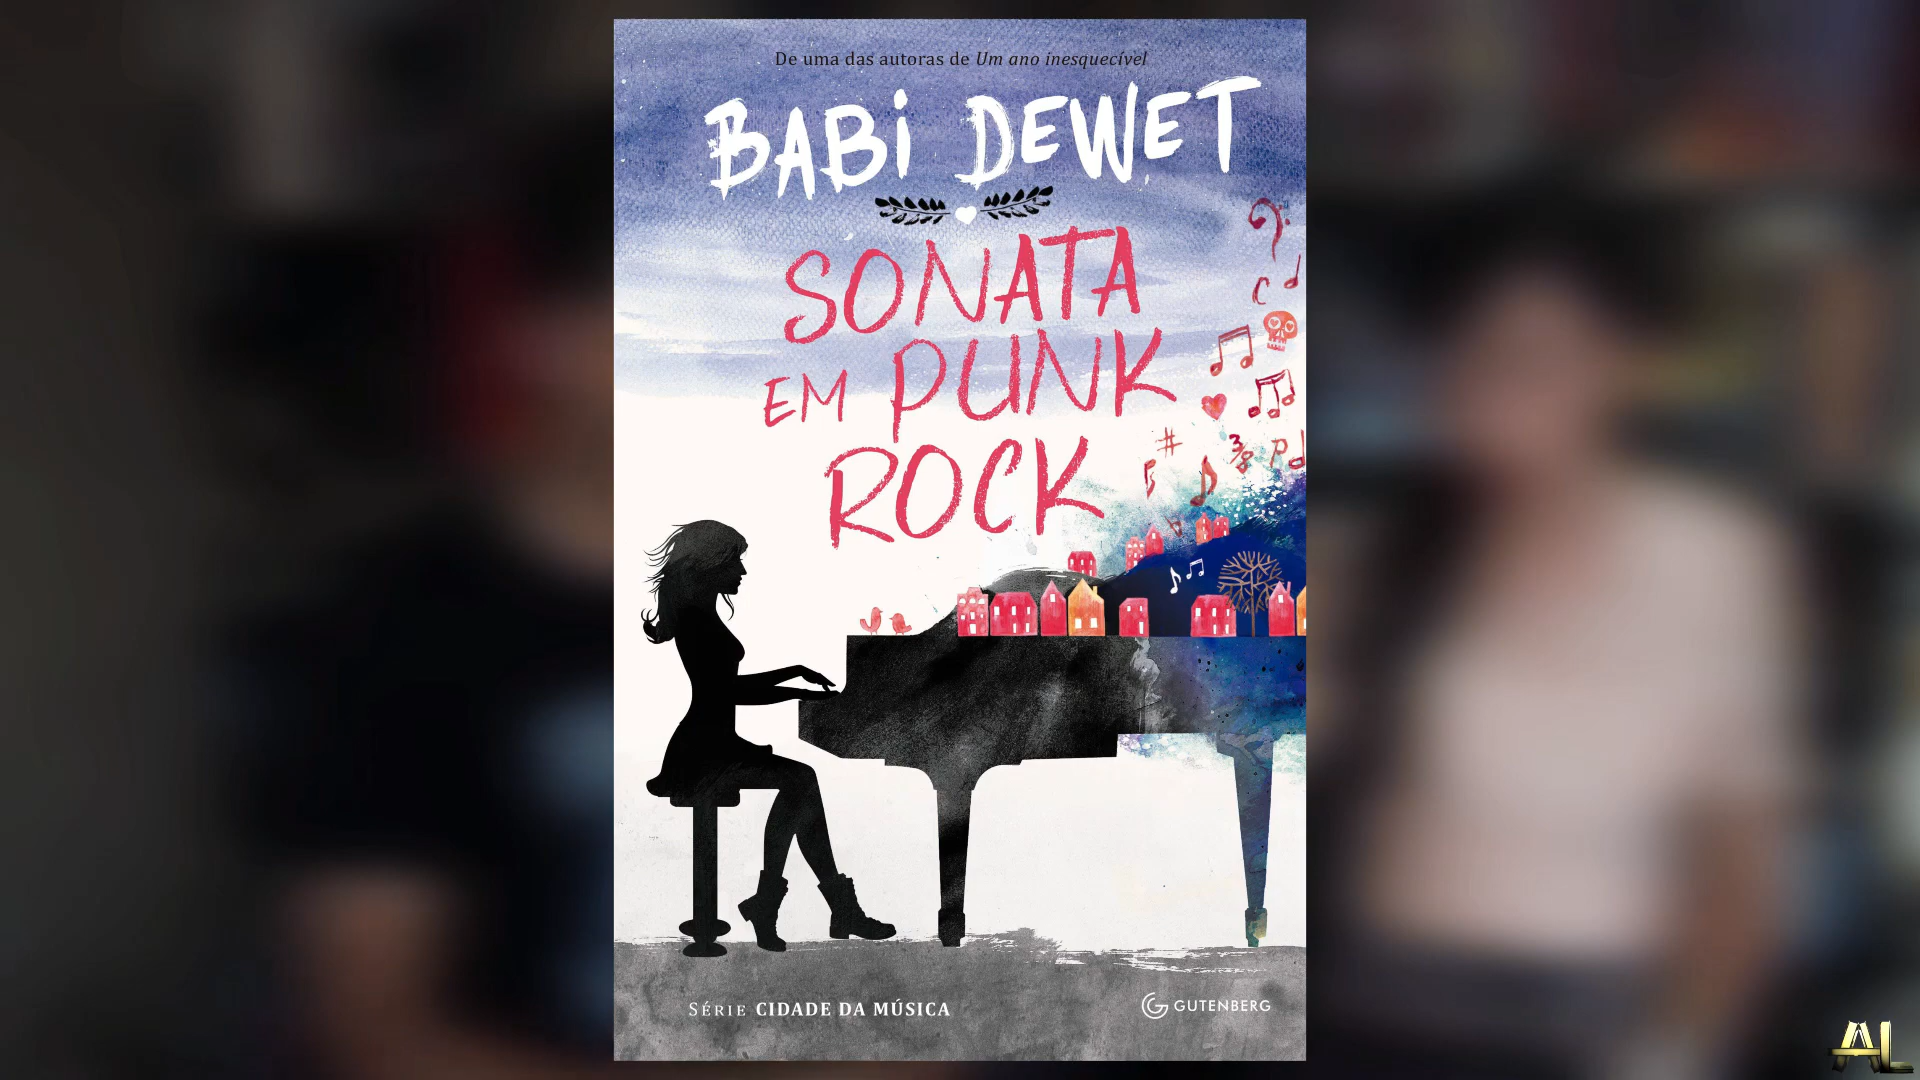 De uma das autoras de Um ano inesquecível
BABI DEWET
SONATA
EM PUNK
ROCK
SÉRIE CIDADE DA MÚSICA
GUTENBERG
AL